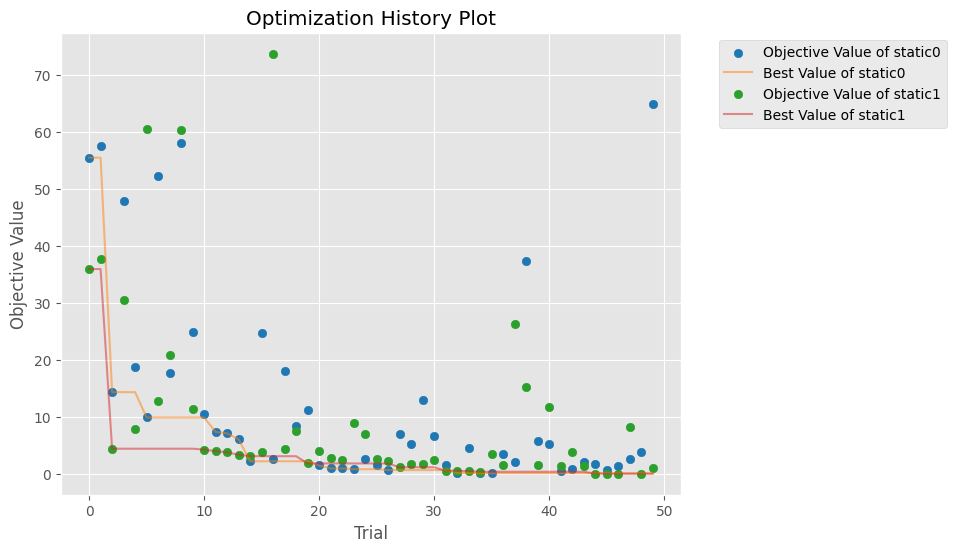 Optimization History Plot
Objective Value of static0
Best Value of static0
Objective Value of static1
Best Value of static1
Objective Value
70
60
50
40
30
20
10
0
0 10 20 30 40 50
Trial